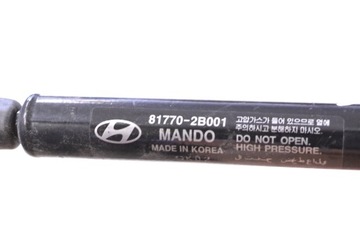 81770-2B001
MANDO
MADE IN KOREA
고압가스가 들어 있으므로 열에
주의하시고 분해하지 마시오.
DO NOT OPEN.
HIGH PRESSURE.